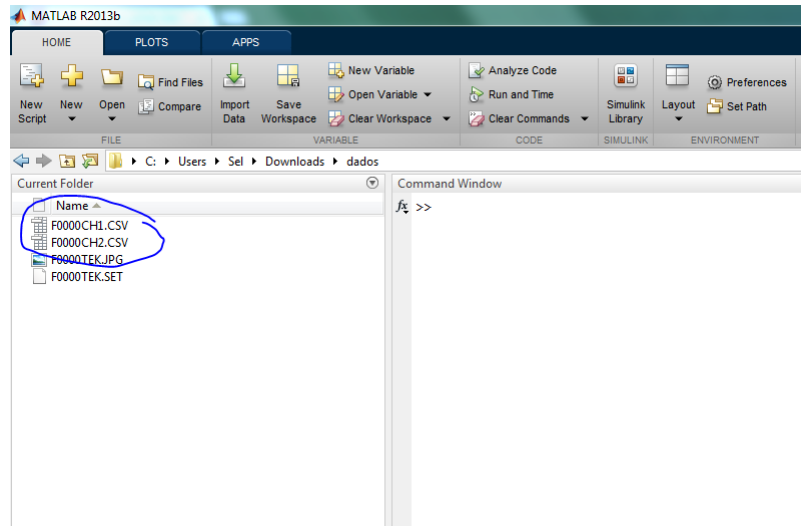 MATLAB R2013b
HOME PLOTS APPS
New Script
New
Open
Find Files
Compare
FILE
Import Data
Save Workspace
New Variable
Open Variable
Clear Workspace
VARIABLE
Analyze Code
Run and Time
Clear Commands
CODE
Simulink Library
SIMULINK
Layout
Preferences
Set Path
ENVIRONMENT
C: Users Sel Downloads dados
Current Folder
Name
F0000CH1.CSV
F0000CH2.CSV
F0000TEK.JPG
F0000TEK.SET
Command Window
fx >>